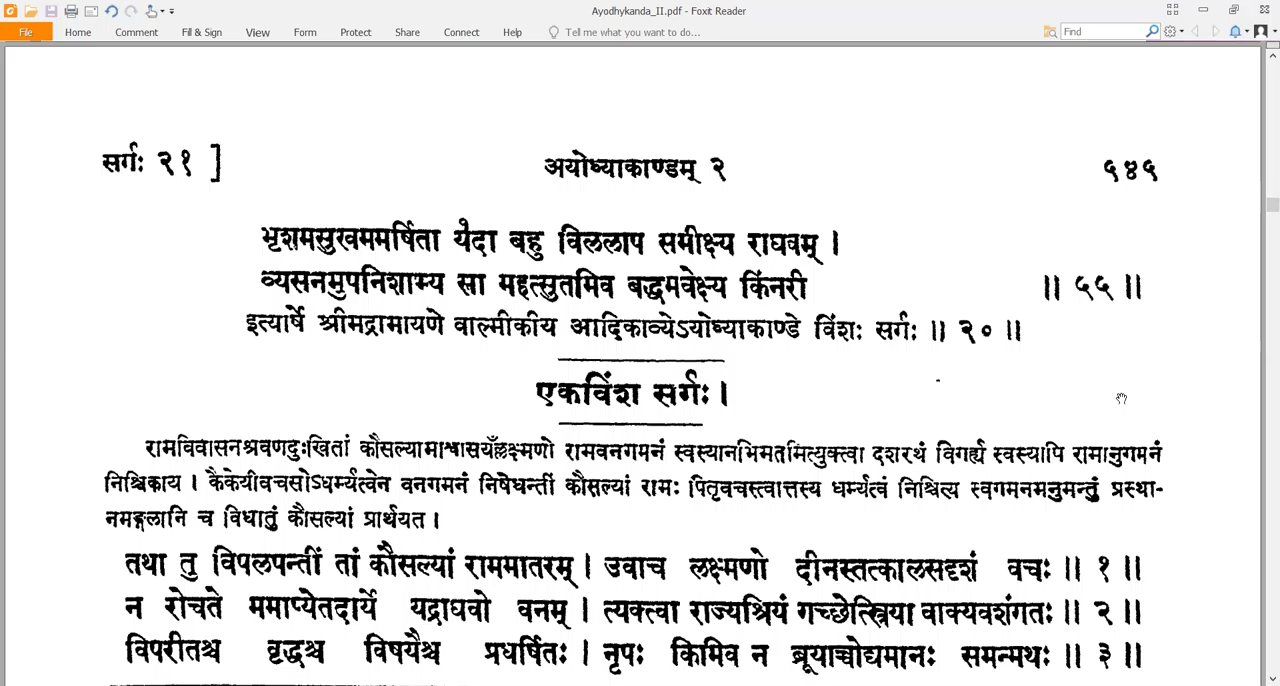 Ayodhykanda_II.pdf - Foxit Reader
File Home Comment Fill & Sign View Form Protect Share Connect Help Tell me what you want to do... Find
सर्गः २१ ] अयोध्याकाण्डम् २ ५४५
भृशमसुखममर्षिता यदा बहु विललाप समीक्ष्य राघवम् ।
व्यसनमुपनिशाम्य सा महत्सुतमिव बद्धमवेक्ष्य किंनरी ॥ ५५ ॥
इत्यार्षे श्रीमद्रामायणे वाल्मीकीय आदिकाव्येऽयोध्याकाण्डे विंशः सर्गः ॥ २० ॥
एकविंश सर्गः ।
रामविवासनश्रवणदुःखितां कौसल्यामाश्वासयँल्लक्ष्मणो रामवनगमनं स्वस्यानभिमतमित्युक्त्वा दशरथं विगर्ह्य स्वस्यापि रामानुगमनं
निश्चिकाय । कैकेयीवचसोऽधर्म्यत्वेन वनगमनं निषेधन्तीं कौसल्यां रामः पितृवचस्त्वात्तस्य धर्म्यत्वं निश्चित्य स्वगमनमनुमन्तुं प्रस्था-
नमङ्गलानि च विधातुं कौसल्यां प्रार्थयत ।
तथा तु विपलपन्तीं तां कौसल्यां राममातरम् । उवाच लक्ष्मणो दीनस्तत्कालसदृशं वचः ॥ १ ॥
न रोचते ममाप्येतदार्ये यद्राघवो वनम् । त्यक्त्वा राज्यश्रियं गच्छेत्स्त्रिया वाक्यवशंगतः ॥ २ ॥
विपरीतश्च वृद्धश्च विषयैश्च प्रधर्षितः । नृपः किमिव न ब्रूयाच्चोद्यमानः समन्मथः ॥ ३ ॥